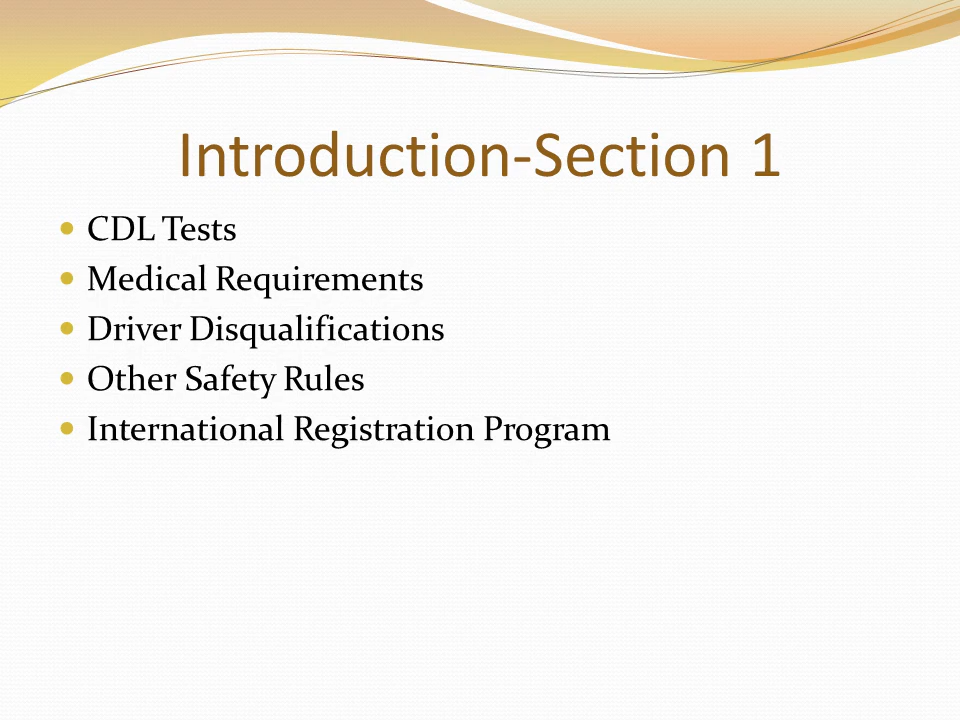 Introduction-Section 1
CDL Tests
Medical Requirements
Driver Disqualifications
Other Safety Rules
International Registration Program